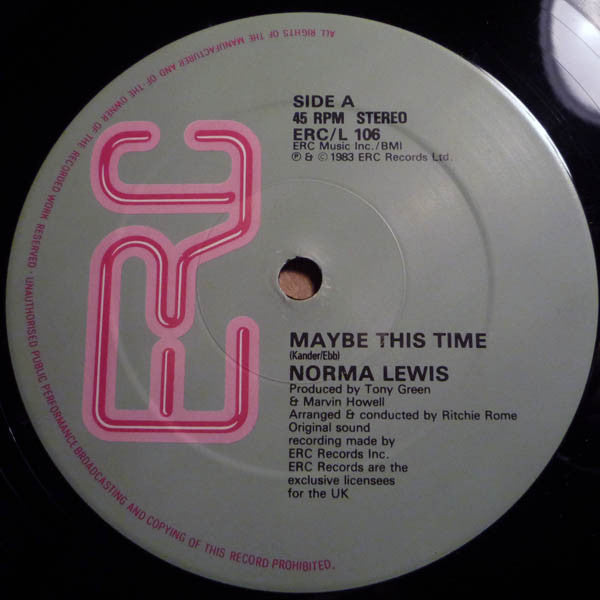 SIDE A
45 RPM STEREO
ERC/L 106
ERC Music Inc./BMI
℗ & © 1983 ERC Records Ltd.
ERC
MAYBE THIS TIME
(Kander/Ebb)
NORMA LEWIS
Produced by Tony Green
& Marvin Howell
Arranged & conducted by Ritchie Rome
Original sound
recording made by
ERC Records Inc.
ERC Records are the
exclusive licensees
for the UK
ALL RIGHTS OF THE MANUFACTURER AND OF THE OWNER OF THE RECORDED WORK RESERVED · UNAUTHORISED PUBLIC PERFORMANCE BROADCASTING AND COPYING OF THIS RECORD PROHIBITED.